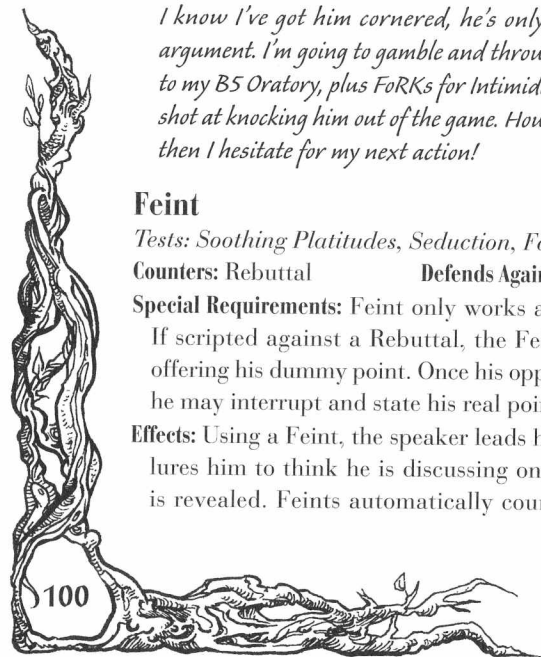 I know I've got him cornered, he's only
argument. I'm going to gamble and throw
to my B5 Oratory, plus FoRKs for Intimid
shot at knocking him out of the game. How
then I hesitate for my next action!
Feint
Tests: Soothing Platitudes, Seduction, F
Counters: Rebuttal Defends Again
Special Requirements: Feint only works a
If scripted against a Rebuttal, the Fe
offering his dummy point. Once his opp
he may interrupt and state his real poi
Effects: Using a Feint, the speaker leads h
lures him to think he is discussing on
is revealed. Feints automatically cou
100